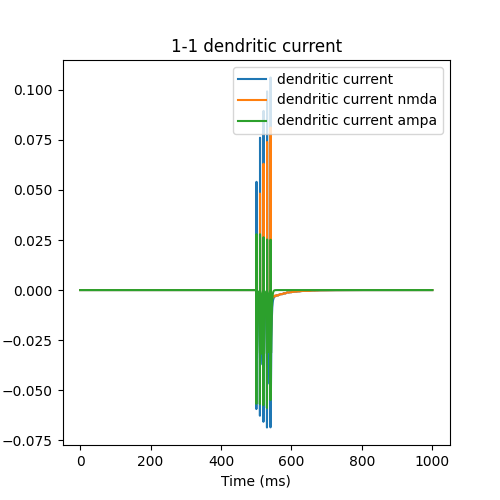 1-1 dendritic current
dendritic current
dendritic current nmda
dendritic current ampa
0.100
0.075
0.050
0.025
0.000
−0.025
−0.050
−0.075
0 200 400 600 800 1000
Time (ms)